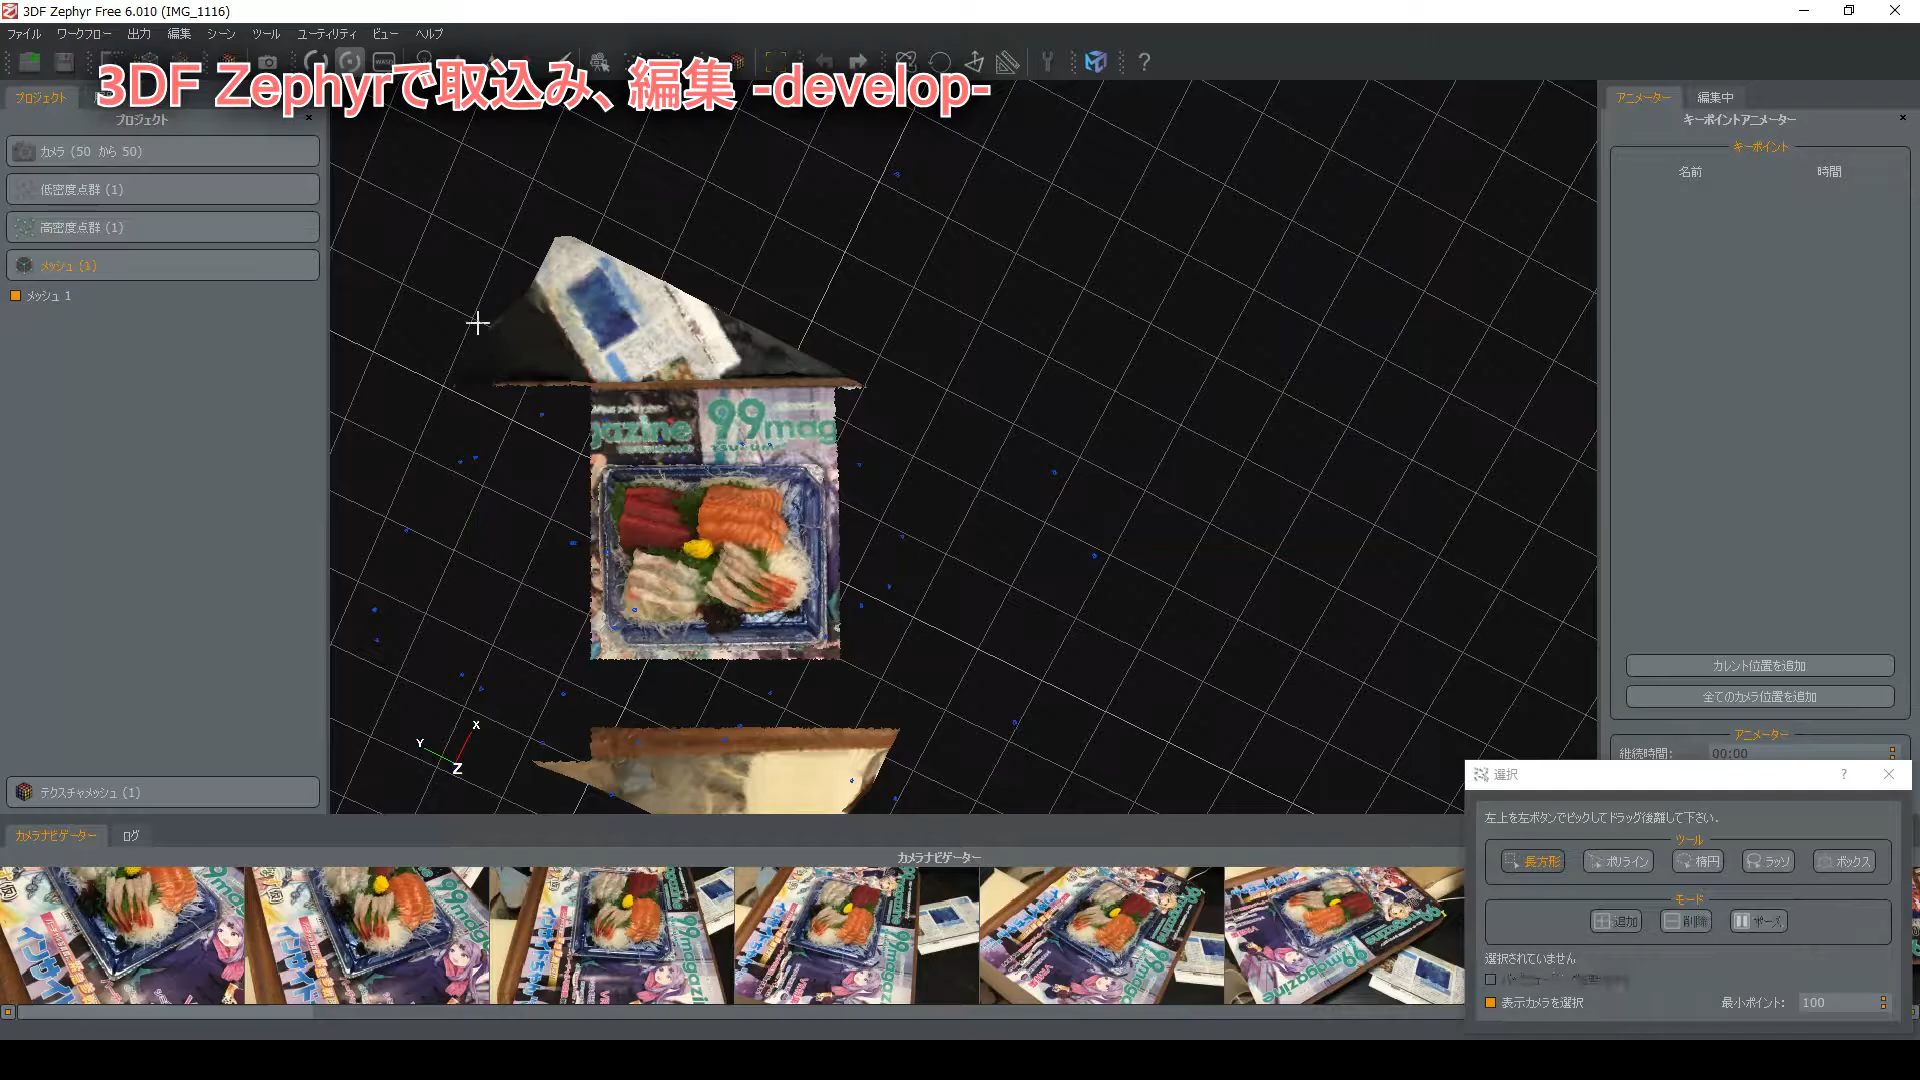 3DF Zephyr Free 6.010 (IMG_1116)
ファイル ワークフロー 出力 編集 シーン ツール ユーティリティ ビュー ヘルプ
3DF Zephyrで取込み、編集 -develop-
プロジェクト
プロジェクト
カメラ (50 から 50)
低密度点群 (1)
高密度点群 (1)
メッシュ (1)
メッシュ 1
テクスチャメッシュ (1)
gazine 99mag
X
Y
Z
アニメーター 編集中
キーポイントアニメーター
キーポイント
名前 時間
カレント位置を追加
全てのカメラ位置を追加
アニメーター
継続時間: 00:00
選択
左上を左ボタンでピックしてドラッグ後離して下さい.
ツール
長方形 ポリライン 楕円 ラッソ ボックス
モード
追加 削除 ポーズ
選択されていません
表示カメラを選択 最小ポイント: 100
カメラナビゲーター ログ
カメラナビゲーター
99magazine